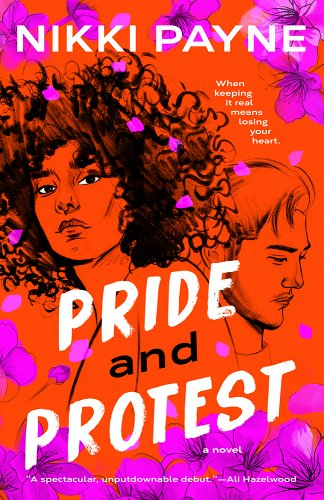 NIKKI PAYNE
When
keeping
it real
means
losing
your
heart.
PRIDE
and
PROTEST
a novel
"A spectacular, unputdownable debut."—Ali Hazelwood